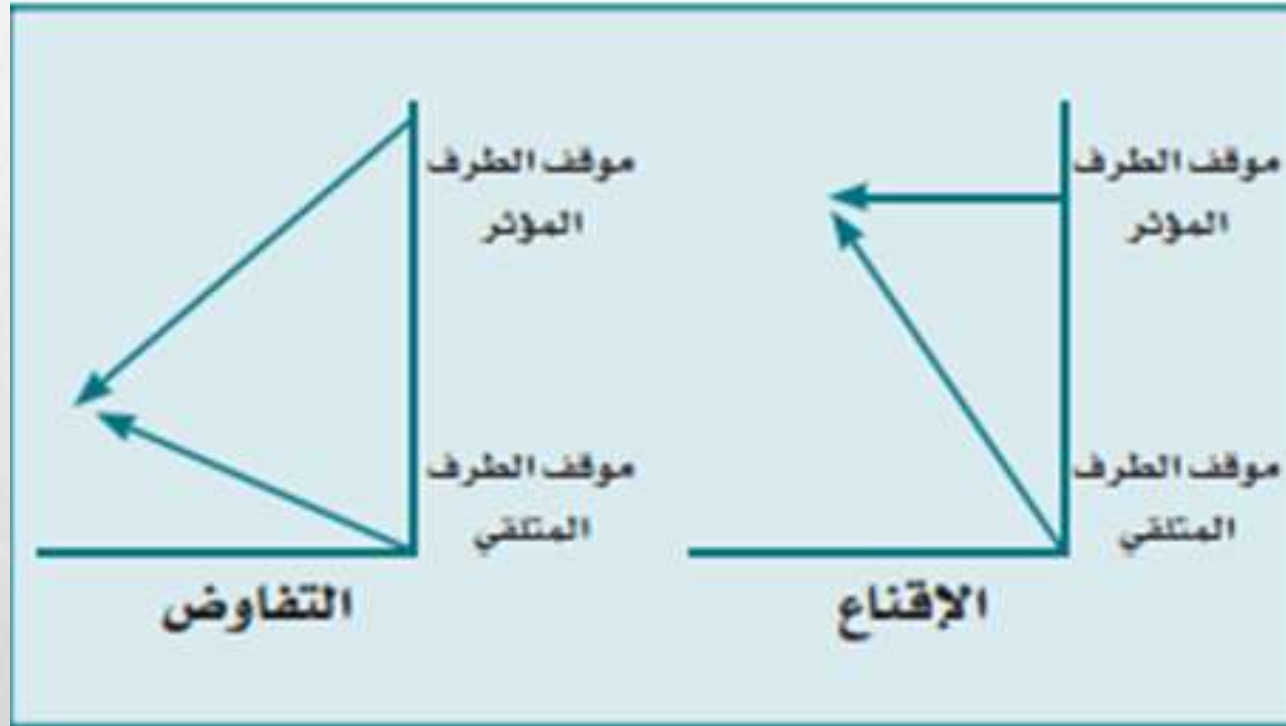 موقف الطرف
المؤثر
موقف الطرف
المتلقي
الإقناع
موقف الطرف
المؤثر
موقف الطرف
المتلقي
التفاوض